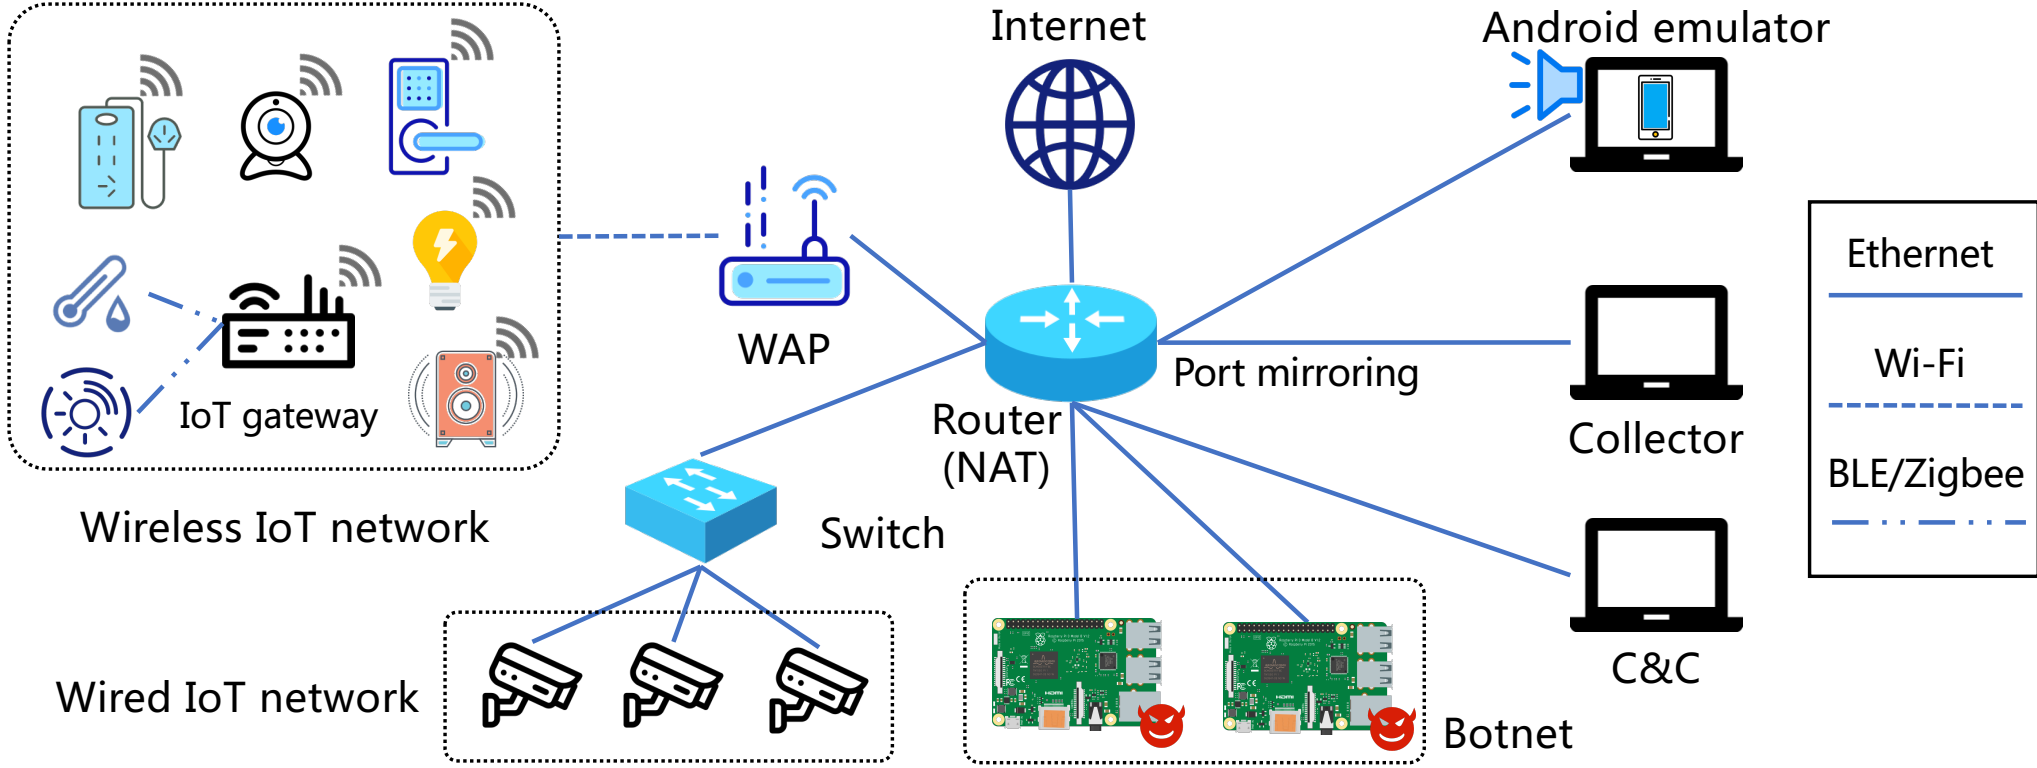 Internet
Android emulator
Ethernet
WAP
Wi-Fi
Port mirroring
IoT gateway
Router
(NAT)
Collector
BLE/Zigbee
Wireless IoT network
Switch
C&C
Wired IoT network
Botnet